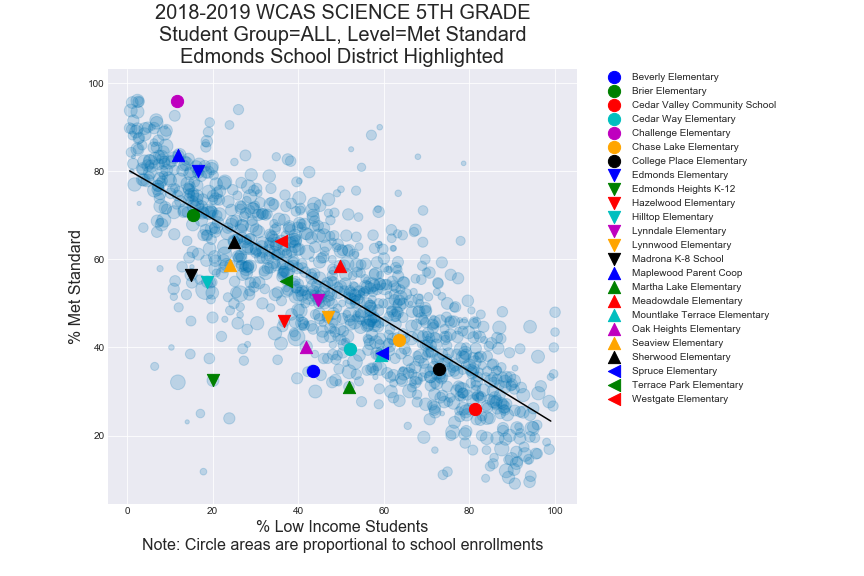 2018-2019 WCAS SCIENCE 5TH GRADE
Student Group=ALL, Level=Met Standard
Edmonds School District Highlighted
% Met Standard
100
80
60
40
20
0
20
40
60
80
100
% Low Income Students
Note: Circle areas are proportional to school enrollments
Beverly Elementary
Brier Elementary
Cedar Valley Community School
Cedar Way Elementary
Challenge Elementary
Chase Lake Elementary
College Place Elementary
Edmonds Elementary
Edmonds Heights K-12
Hazelwood Elementary
Hilltop Elementary
Lynndale Elementary
Lynnwood Elementary
Madrona K-8 School
Maplewood Parent Coop
Martha Lake Elementary
Meadowdale Elementary
Mountlake Terrace Elementary
Oak Heights Elementary
Seaview Elementary
Sherwood Elementary
Spruce Elementary
Terrace Park Elementary
Westgate Elementary